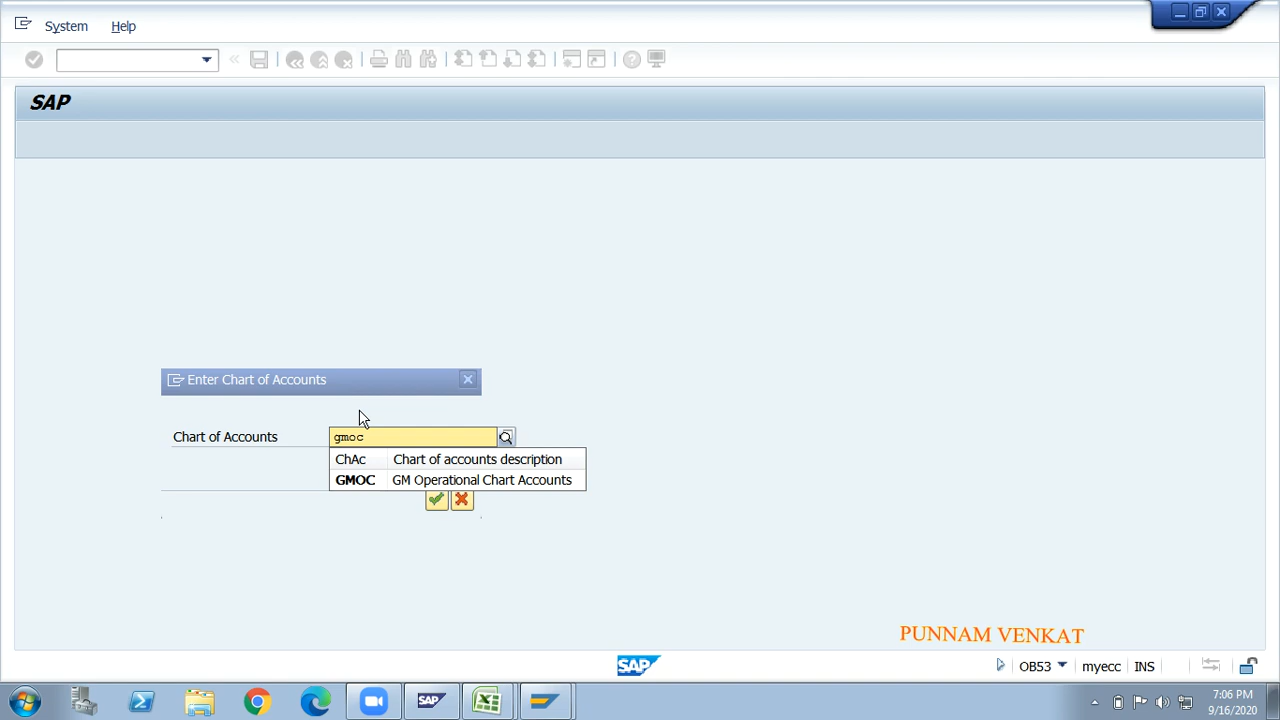 System Help
SAP
Enter Chart of Accounts
Chart of Accounts gmoc
ChAc Chart of accounts description
GMOC GM Operational Chart Accounts
PUNNAM VENKAT
SAP OB53 myecc INS
SAP
7:06 PM
9/16/2020